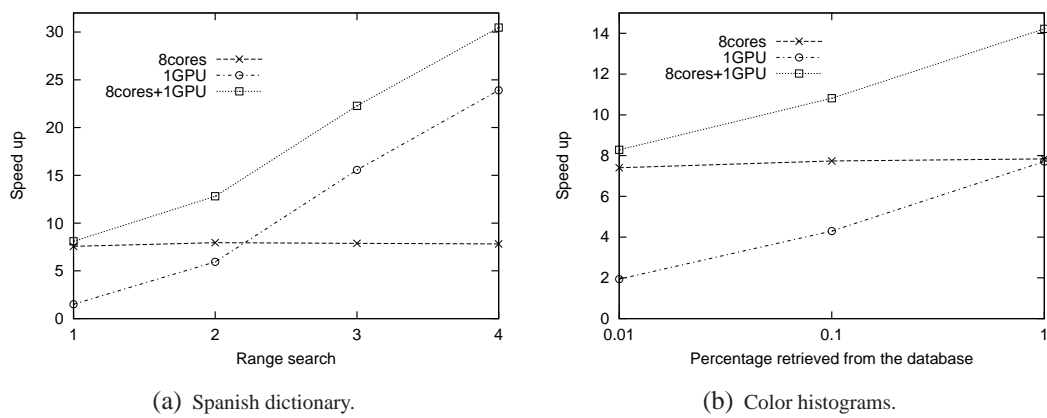 30
25
20
15
10
5
0
Speed up
8cores
1GPU
8cores+1GPU
1 2 3 4
Range search
(a) Spanish dictionary.
14
12
10
8
6
4
2
0
Speed up
8cores
1GPU
8cores+1GPU
0.01 0.1 1
Percentage retrieved from the database
(b) Color histograms.